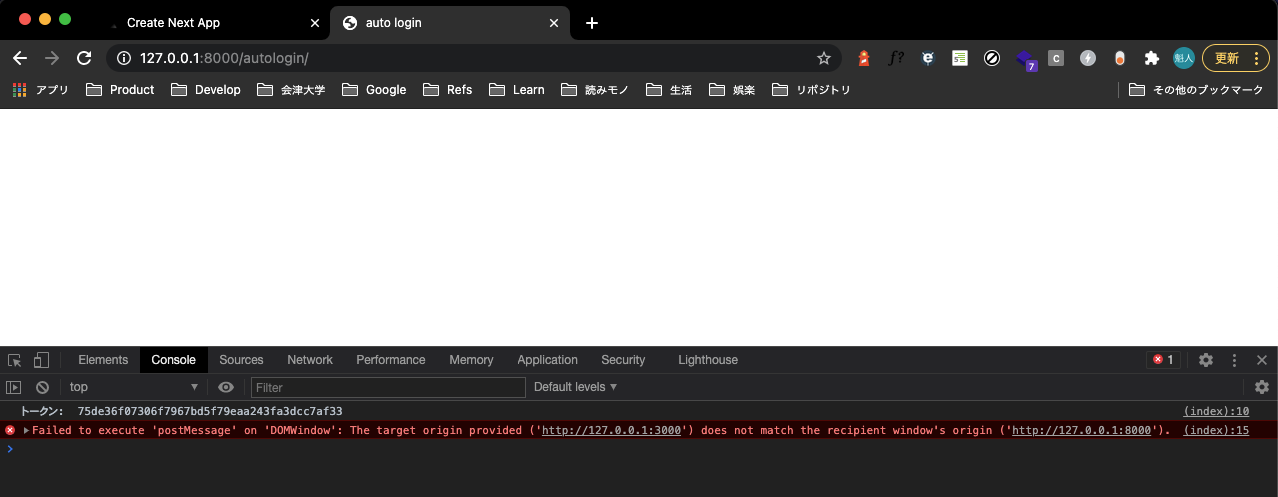 Create Next App
auto login
127.0.0.1:8000/autologin/
f?
7
C
魁人
更新
アプリ Product Develop 会津大学 Google Refs Learn 読みモノ 生活 娯楽 リポジトリ その他のブックマーク
Elements Console Sources Network Performance Memory Application Security Lighthouse 1
top Filter Default levels
トークン: 75de36f07306f7967bd5f79eaa243fa3dcc7af33 (index):10
Failed to execute 'postMessage' on 'DOMWindow': The target origin provided ('http://127.0.0.1:3000') does not match the recipient window's origin ('http://127.0.0.1:8000'). (index):15